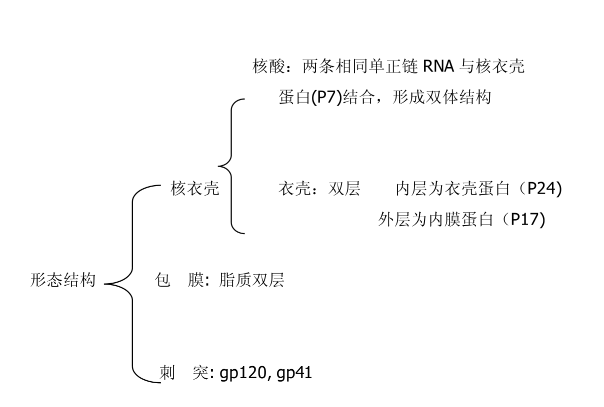 核酸：两条相同单正链 RNA 与核衣壳
蛋白(P7)结合，形成双体结构
核衣壳
衣壳：双层 内层为衣壳蛋白（P24)
外层为内膜蛋白（P17)
形态结构
包 膜: 脂质双层
刺 突: gp120, gp41